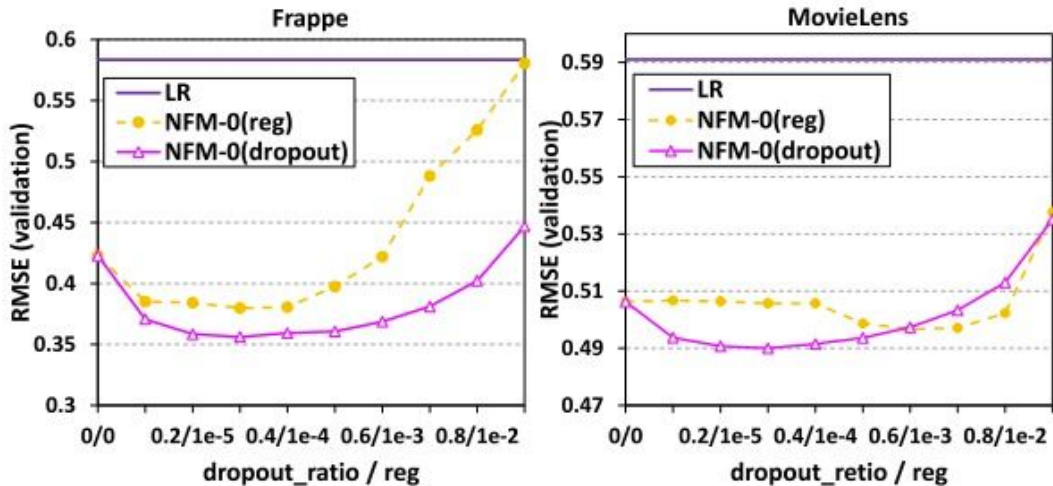 Frappe
0.6
0.55
0.5
0.45
0.4
0.35
0.3
RMSE (validation)
LR
NFM-0(reg)
NFM-0(dropout)
0/0 0.2/1e-5 0.4/1e-4 0.6/1e-3 0.8/1e-2
dropout_ratio / reg
MovieLens
0.59
0.57
0.55
0.53
0.51
0.49
0.47
RMSE (validation)
LR
NFM-0(reg)
NFM-0(dropout)
0/0 0.2/1e-5 0.4/1e-4 0.6/1e-3 0.8/1e-2
dropout_retio / reg